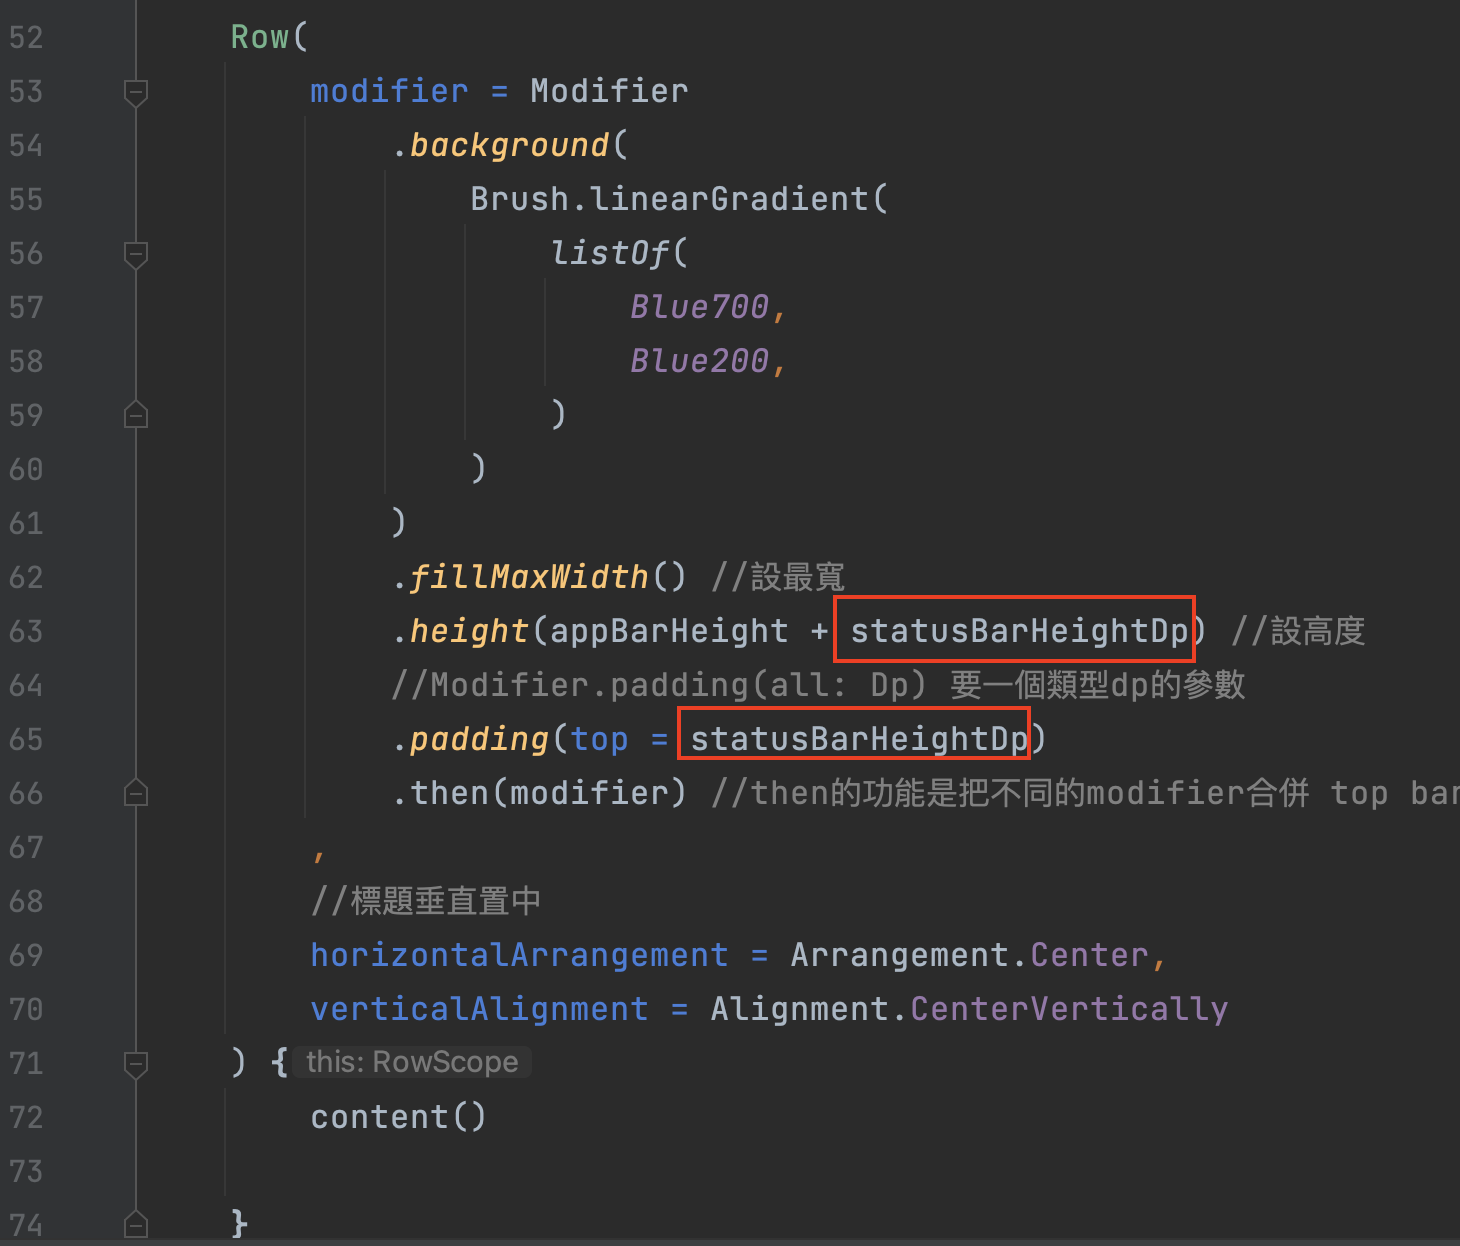 52 Row(
53 modifier = Modifier
54 .background(
55 Brush.linearGradient(
56 listOf(
57 Blue700,
58 Blue200,
59 )
60 )
61 )
62 .fillMaxWidth() //設最寬
63 .height(appBarHeight + statusBarHeightDp) //設高度
64 //Modifier.padding(all: Dp) 要一個類型dp的參數
65 .padding(top = statusBarHeightDp)
66 .then(modifier) //then的功能是把不同的modifier合併 top bar
67 ,
68 //標題垂直置中
69 horizontalArrangement = Arrangement.Center,
70 verticalAlignment = Alignment.CenterVertically
71 ) { this: RowScope
72 content()
73
74 }